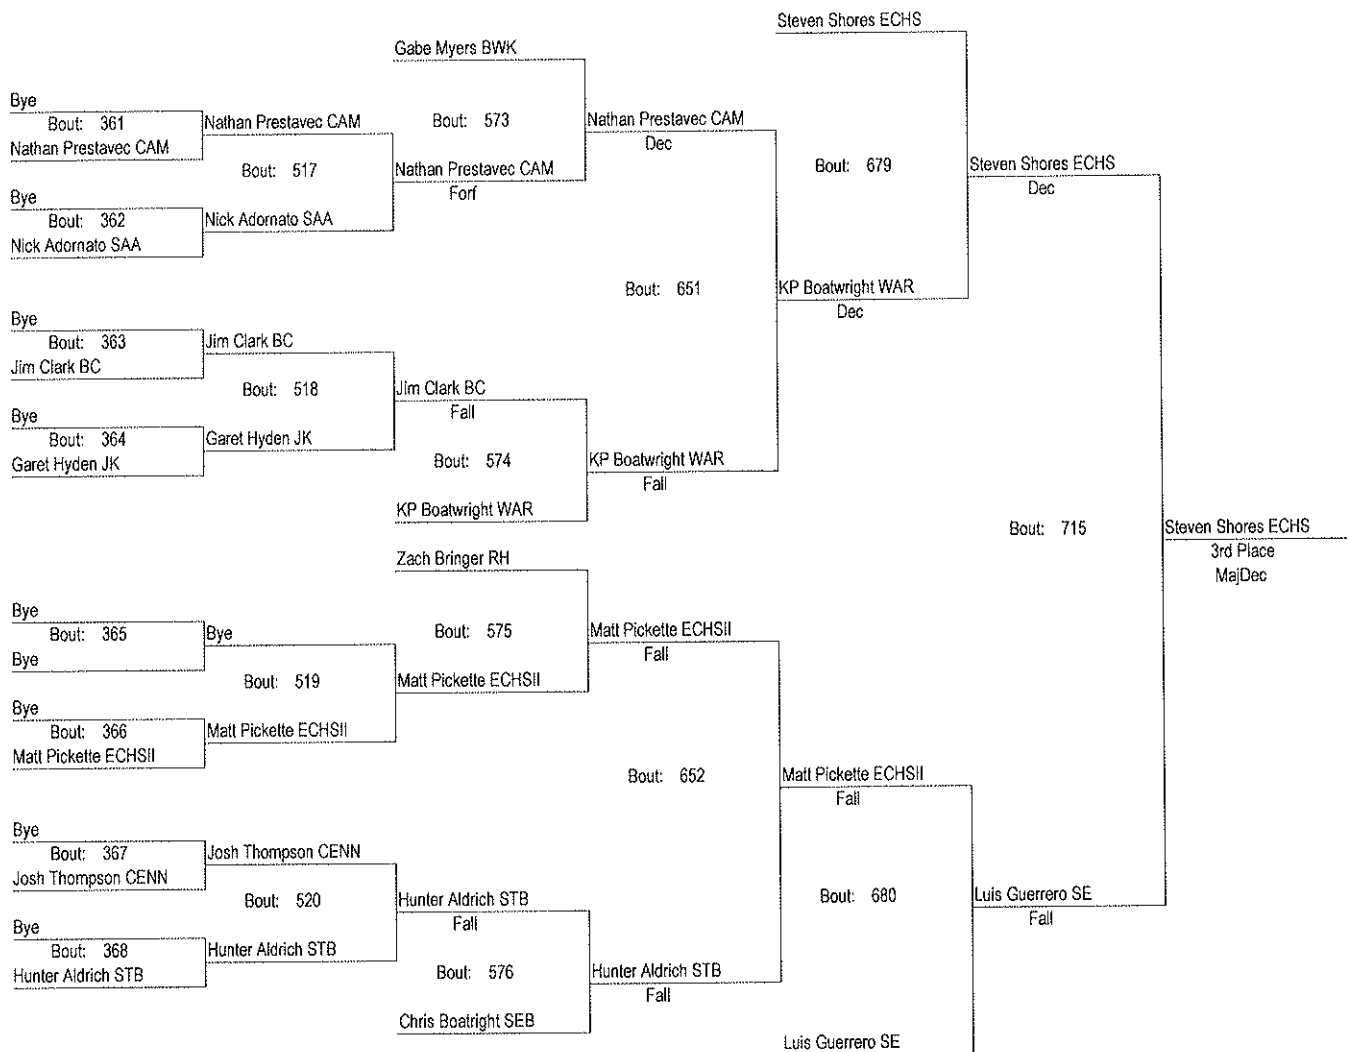 Steven Shores ECHS
Gabe Myers BWK
Bye
Bout: 361
Nathan Prestavec CAM
Bout: 573
Nathan Prestavec CAM
Nathan Prestavec CAM
Dec
Bout: 517
Nathan Prestavec CAM
Forf
Bout: 679
Steven Shores ECHS
Dec
Bye
Bout: 362
Nick Adornato SAA
Nick Adornato SAA
Bout: 651
KP Boatwright WAR
Dec
Bye
Bout: 363
Jim Clark BC
Jim Clark BC
Bout: 518
Jim Clark BC
Fall
Bye
Bout: 364
Garet Hyden JK
Garet Hyden JK
Bout: 574
KP Boatwright WAR
Fall
KP Boatwright WAR
Bout: 715
Steven Shores ECHS
3rd Place
MajDec
Zach Bringer RH
Bye
Bout: 365
Bye
Bye
Bout: 575
Matt Pickette ECHSII
Fall
Bout: 519
Matt Pickette ECHSII
Bye
Bout: 366
Matt Pickette ECHSII
Matt Pickette ECHSII
Bout: 652
Matt Pickette ECHSII
Fall
Bye
Bout: 367
Josh Thompson CENN
Josh Thompson CENN
Bout: 520
Hunter Aldrich STB
Fall
Bout: 680
Luis Guerrero SE
Fall
Bye
Bout: 368
Hunter Aldrich STB
Hunter Aldrich STB
Bout: 576
Hunter Aldrich STB
Fall
Chris Boatright SEB
Luis Guerrero SE